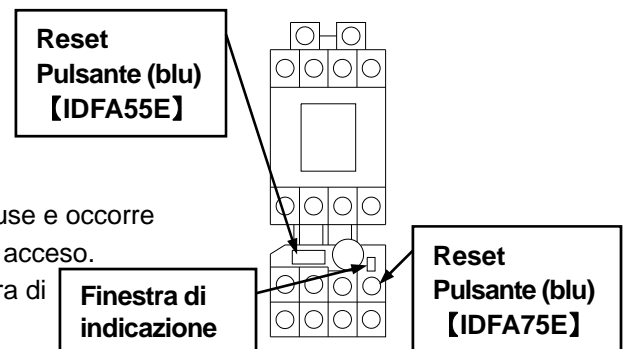 Reset
Pulsante (blu)
【IDFA55E】
use e occorre
acceso.
ra di
Finestra di
indicazione
Reset
Pulsante (blu)
【IDFA75E】